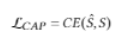 ℒ_CAP = CE(Ŝ, S)